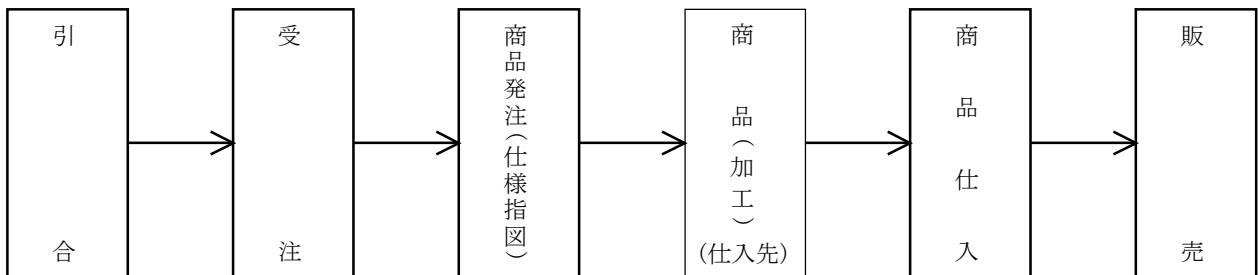 引合
受注
商品発注(仕様指図)
商品(加工)
(仕入先)
商品仕入
販売